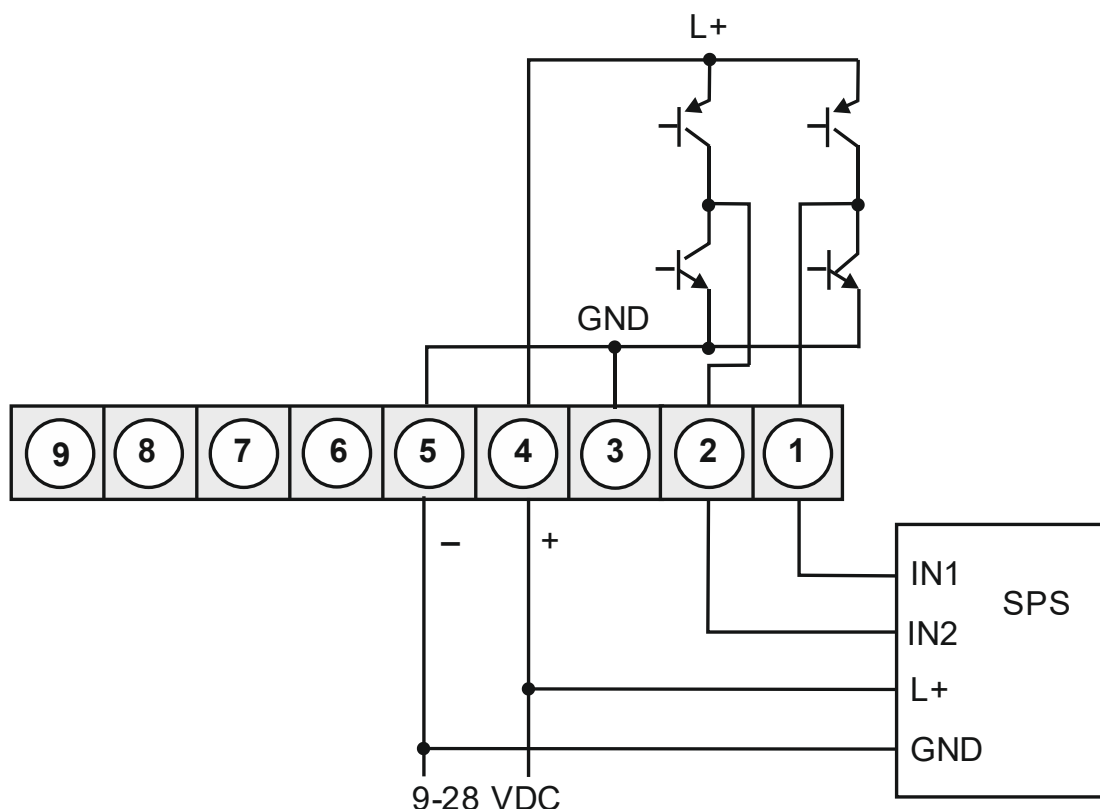 L+
GND
9 8 7 6 5 4 3 2 1
– +
IN1
SPS
IN2
L+
GND
9-28 VDC